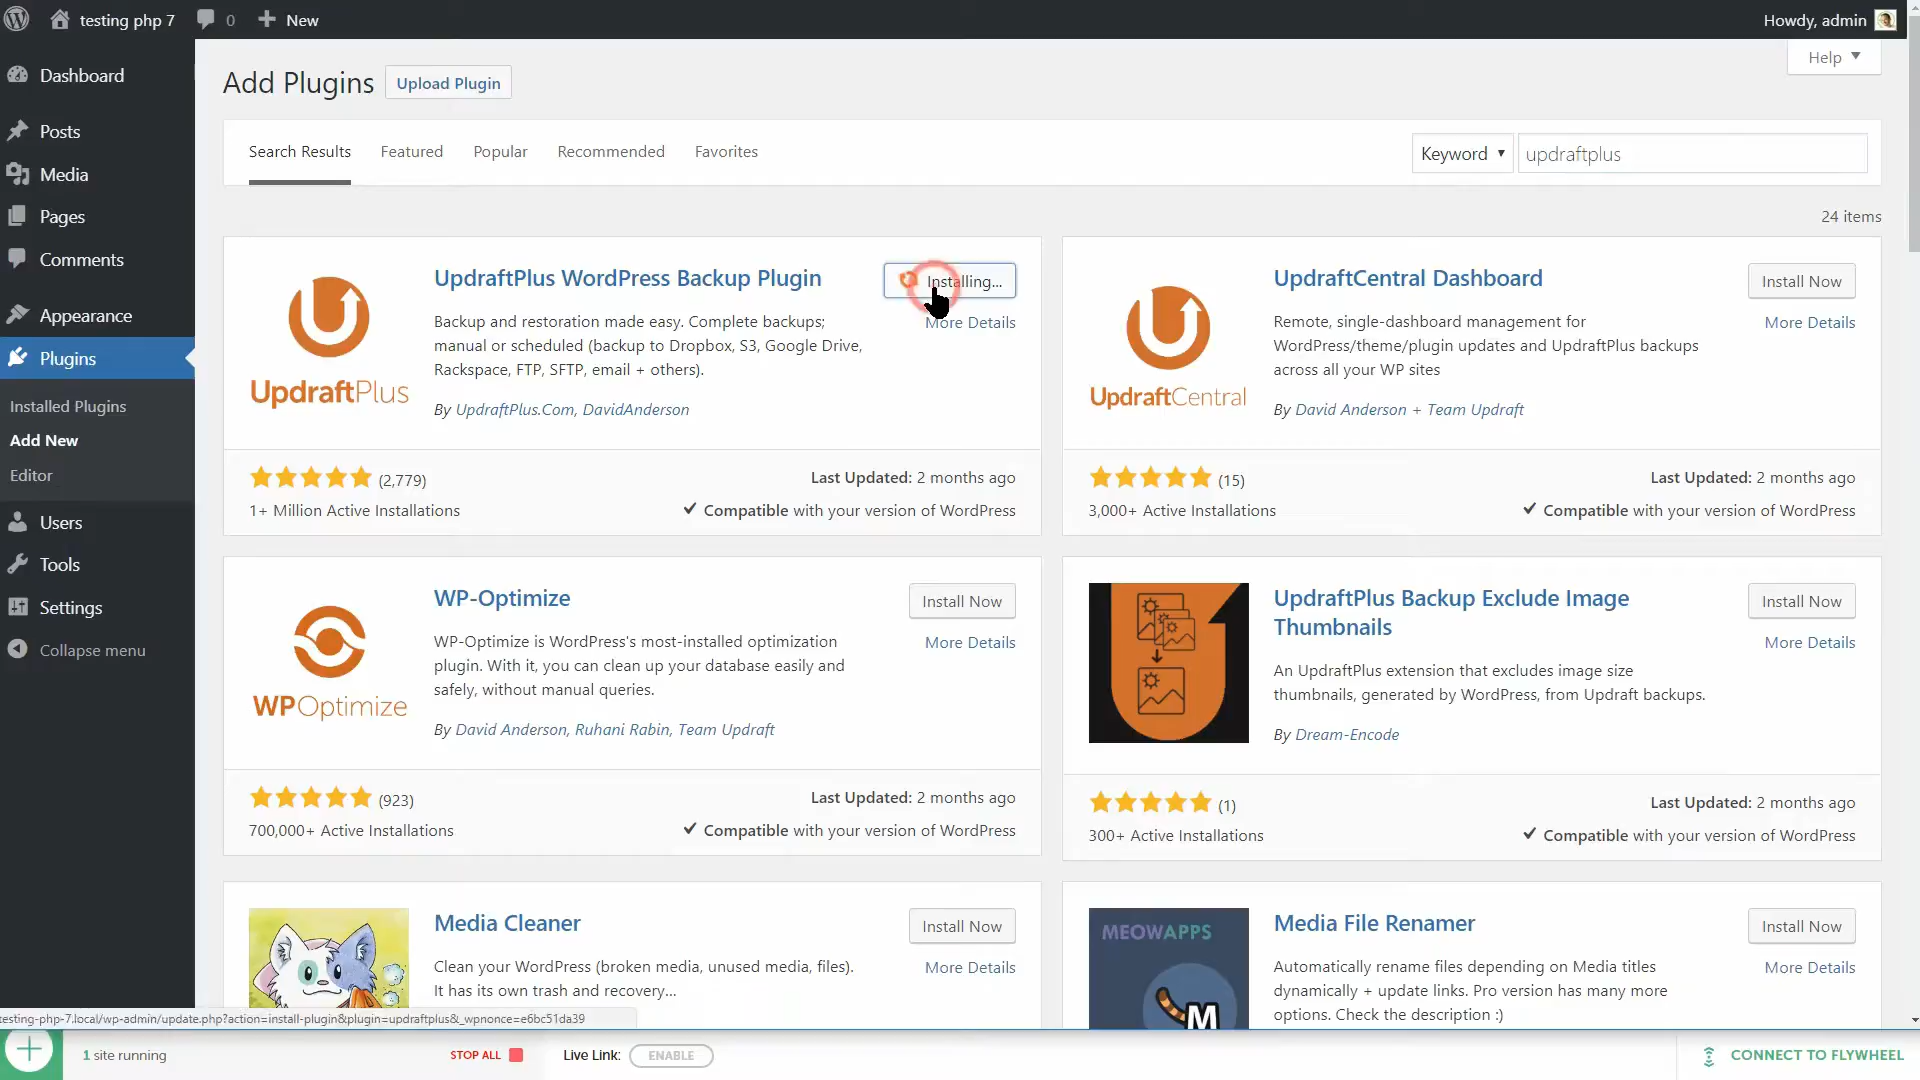 testing php 7
0
New
Howdy, admin
Help
Dashboard
Posts
Media
Pages
Comments
Appearance
Plugins
Installed Plugins
Add New
Editor
Users
Tools
Settings
Collapse menu
Add Plugins
Upload Plugin
Search Results
Featured
Popular
Recommended
Favorites
Keyword
updraftplus
24 items
UpdraftPlus
UpdraftPlus WordPress Backup Plugin
Installing...
More Details
Backup and restoration made easy. Complete backups;
manual or scheduled (backup to Dropbox, S3, Google Drive,
Rackspace, FTP, SFTP, email + others).
By UpdraftPlus.Com, DavidAnderson
(2,779)
1+ Million Active Installations
Last Updated: 2 months ago
Compatible with your version of WordPress
UpdraftCentral
UpdraftCentral Dashboard
Install Now
More Details
Remote, single-dashboard management for
WordPress/theme/plugin updates and UpdraftPlus backups
across all your WP sites
By David Anderson + Team Updraft
(15)
3,000+ Active Installations
Last Updated: 2 months ago
Compatible with your version of WordPress
WPOptimize
WP-Optimize
Install Now
More Details
WP-Optimize is WordPress's most-installed optimization
plugin. With it, you can clean up your database easily and
safely, without manual queries.
By David Anderson, Ruhani Rabin, Team Updraft
(923)
700,000+ Active Installations
Last Updated: 2 months ago
Compatible with your version of WordPress
UpdraftPlus Backup Exclude Image
Thumbnails
Install Now
More Details
An UpdraftPlus extension that excludes image size
thumbnails, generated by WordPress, from Updraft backups.
By Dream-Encode
(1)
300+ Active Installations
Last Updated: 2 months ago
Compatible with your version of WordPress
Media Cleaner
Install Now
More Details
Clean your WordPress (broken media, unused media, files).
It has its own trash and recovery...
MEOWAPPS
M
Media File Renamer
Install Now
More Details
Automatically rename files depending on Media titles
dynamically + update links. Pro version has many more
options. Check the description :)
testing-php-7.local/wp-admin/update.php?action=install-plugin&plugin=updraftplus&_wpnonce=e6bc51da39
1 site running
STOP ALL
Live Link:
ENABLE
CONNECT TO FLYWHEEL